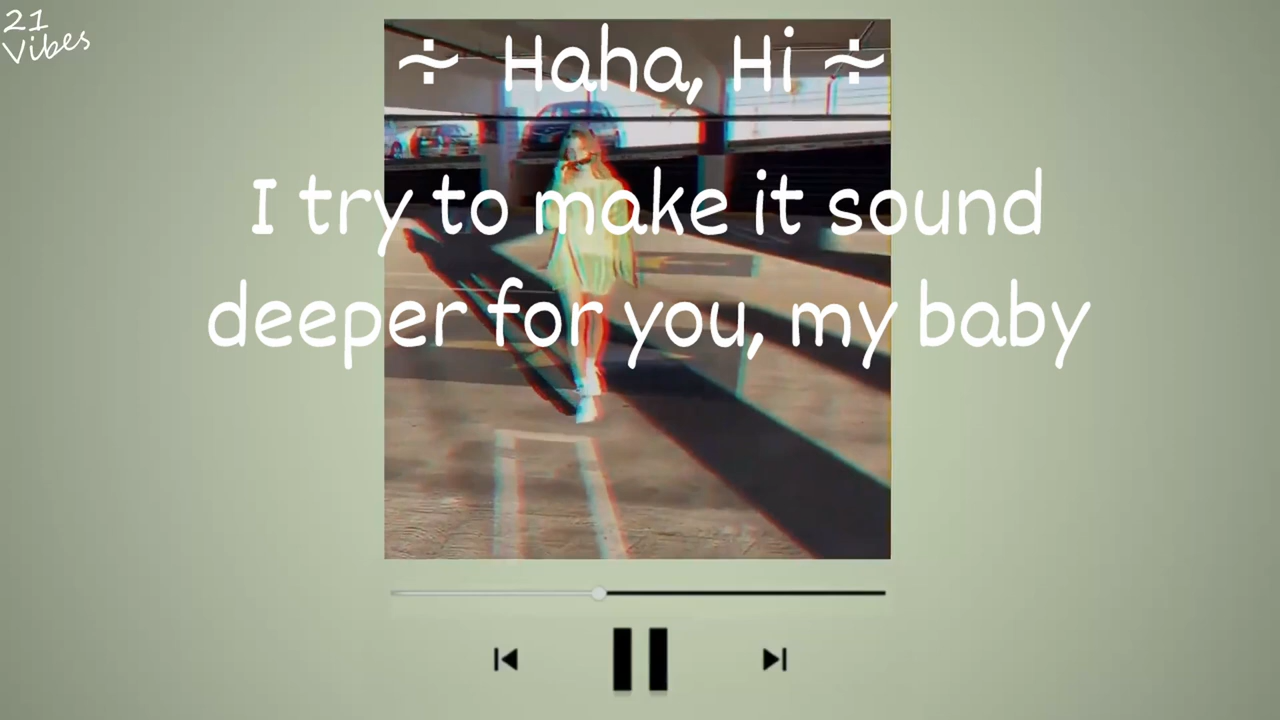 21
Vibes
÷ Haha, Hi ÷
I try to make it sound
deeper for you, my baby